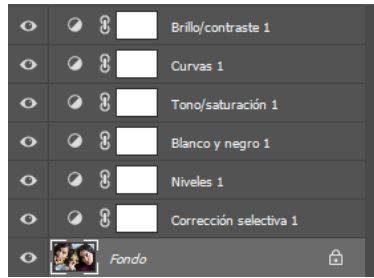 Brillo/contraste 1
Curvas 1
Tono/saturación 1
Blanco y negro 1
Niveles 1
Corrección selectiva 1
Fondo